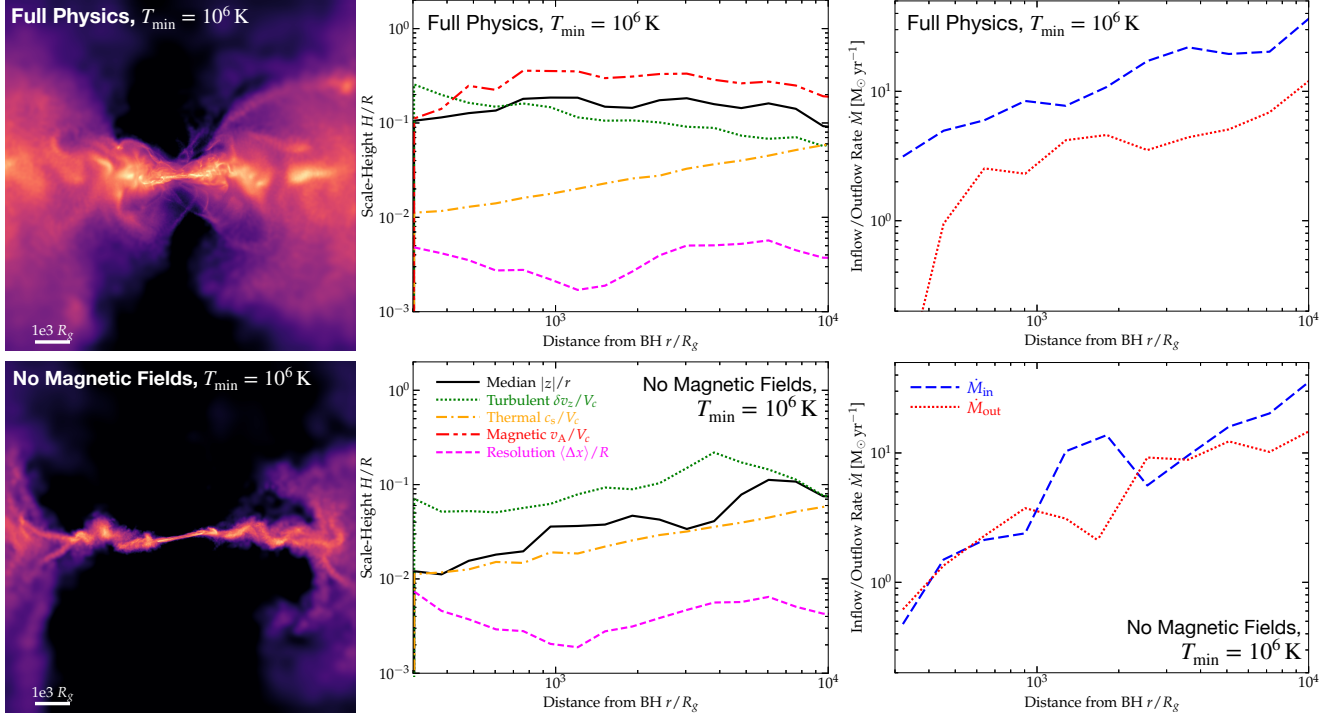 Full Physics, T_min = 10^6 K
1e3 R_g
Full Physics, T_min = 10^6 K
Scale-Height H/R
10^0
10^-1
10^-2
10^-3
10^3
10^4
Distance from BH r/R_g
Full Physics, T_min = 10^6 K
Inflow/Outflow Rate Ṁ [M_⊙ yr^-1]
10^1
10^0
10^3
10^4
Distance from BH r/R_g
No Magnetic Fields, T_min = 10^6 K
1e3 R_g
Median |z|/r
Turbulent δv_z/V_c
Thermal c_s/V_c
Magnetic v_A/V_c
Resolution ⟨Δx⟩/R
No Magnetic Fields,
T_min = 10^6 K
Scale-Height H/R
10^0
10^-1
10^-2
10^-3
10^3
10^4
Distance from BH r/R_g
Ṁ_in
Ṁ_out
Inflow/Outflow Rate Ṁ [M_⊙ yr^-1]
10^1
10^0
No Magnetic Fields,
T_min = 10^6 K
10^3
10^4
Distance from BH r/R_g